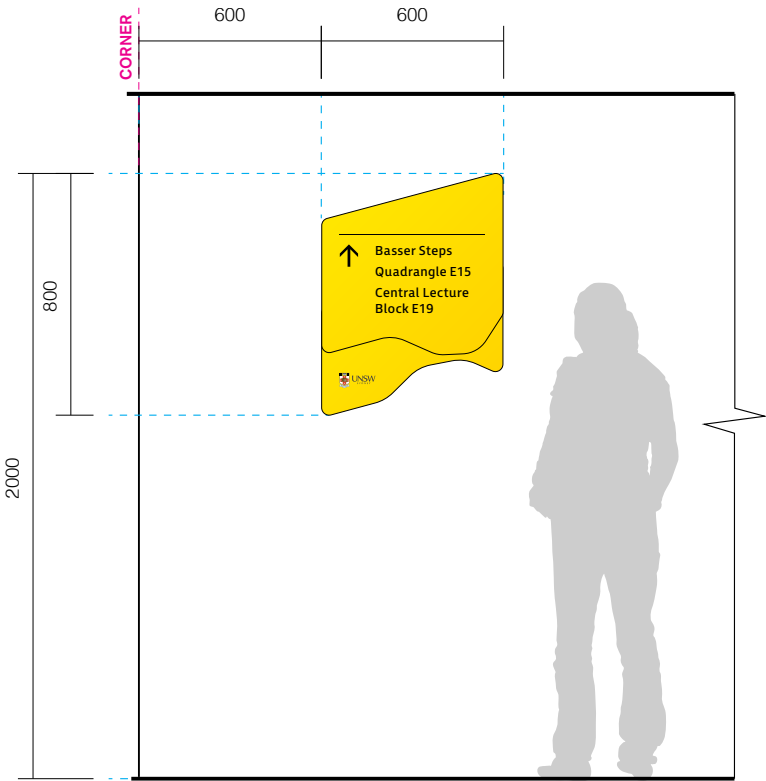 600
600
CORNER
800
2000
Basser Steps
Quadrangle E15
Central Lecture
Block E19
UNSW